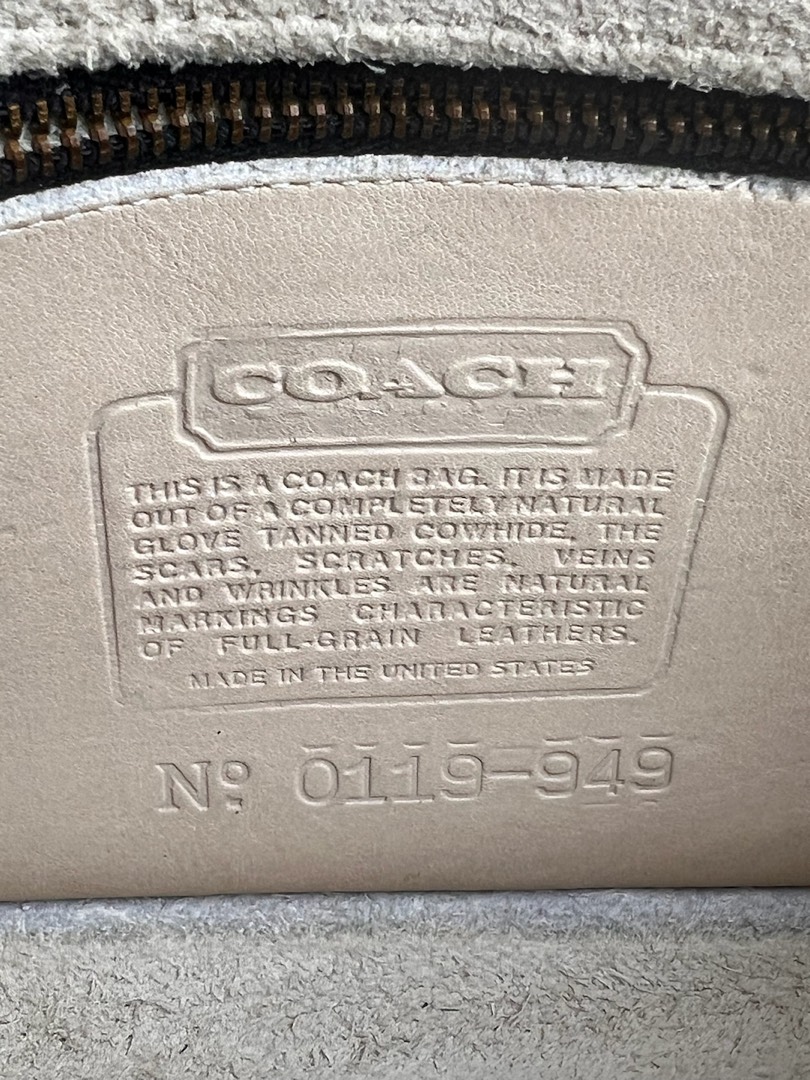 COACH
THIS IS A COACH BAG. IT IS MADE
OUT OF A COMPLETELY NATURAL
GLOVE TANNED COWHIDE. THE
SCARS, SCRATCHES, VEINS
AND WRINKLES ARE NATURAL
MARKINGS CHARACTERISTIC
OF FULL-GRAIN LEATHERS.
MADE IN THE UNITED STATES
Nº 0119-949